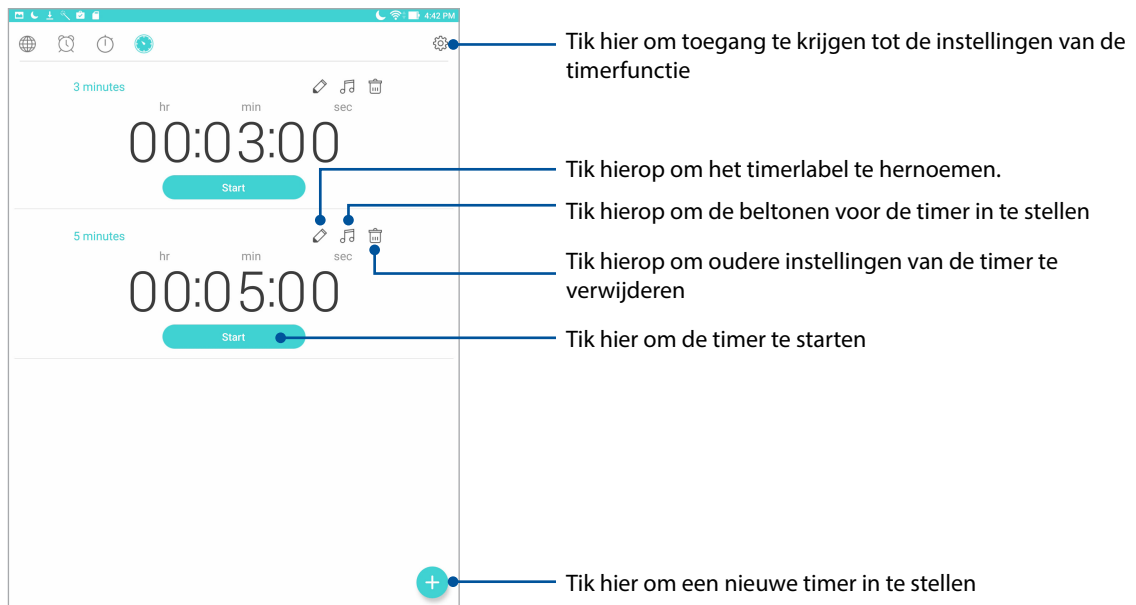 4:42 PM
Tik hier om toegang te krijgen tot de instellingen van de
timerfunctie
3 minutes
hr min sec
00:03:00
Start
Tik hierop om het timerlabel te hernoemen.
Tik hierop om de beltonen voor de timer in te stellen
5 minutes
hr min sec
Tik hierop om oudere instellingen van de timer te
verwijderen
00:05:00
Start
Tik hier om de timer te starten
Tik hier om een nieuwe timer in te stellen